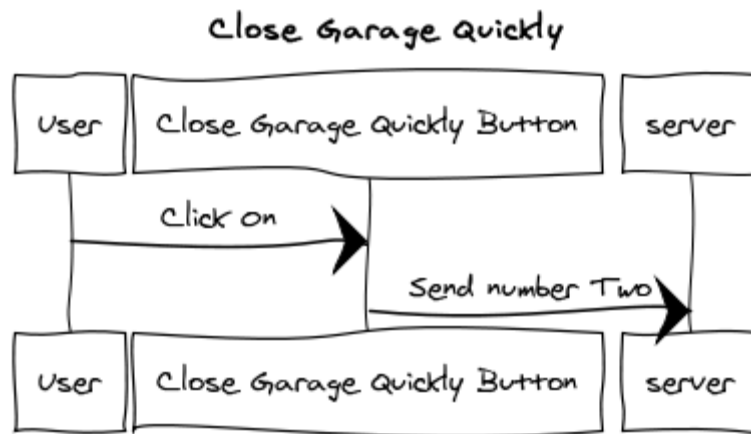 Close Garage Quickly
User
Close Garage Quickly Button
server
Click On
Send number Two
User
Close Garage Quickly Button
server